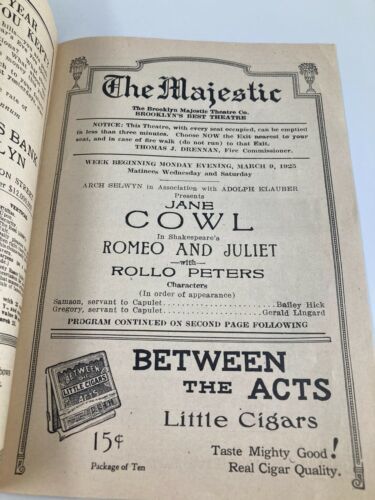 YEAR
The Majestic
The Brooklyn Majestic Theatre Co.
BROOKLYN'S BEST THEATRE
NOTICE: This Theatre, with every seat occupied, can be emptied
in less than three minutes. Choose NOW the Exit nearest to your
seat, and in case of fire walk (do not run) to that Exit.
THOMAS J. DRENNAN, Fire Commissioner.
WEEK BEGINNING MONDAY EVENING, MARCH 9, 1925
Matinees Wednesday and Saturday
ARCH SELWYN in Association with ADOLPH KLAUBER
Presents
JANE
COWL
In Shakespeare's
ROMEO AND JULIET
—with—
ROLLO PETERS
Characters
(In order of appearance)
Samson, servant to Capulet..........................Bailey Hick
Gregory, servant to Capulet.......................Gerald Lingard
PROGRAM CONTINUED ON SECOND PAGE FOLLOWING
BETWEEN
THE ACTS
LITTLE CIGARS
BETWEEN
THE ACTS
Little Cigars
15¢
Package of Ten
Taste Mighty Good!
Real Cigar Quality.